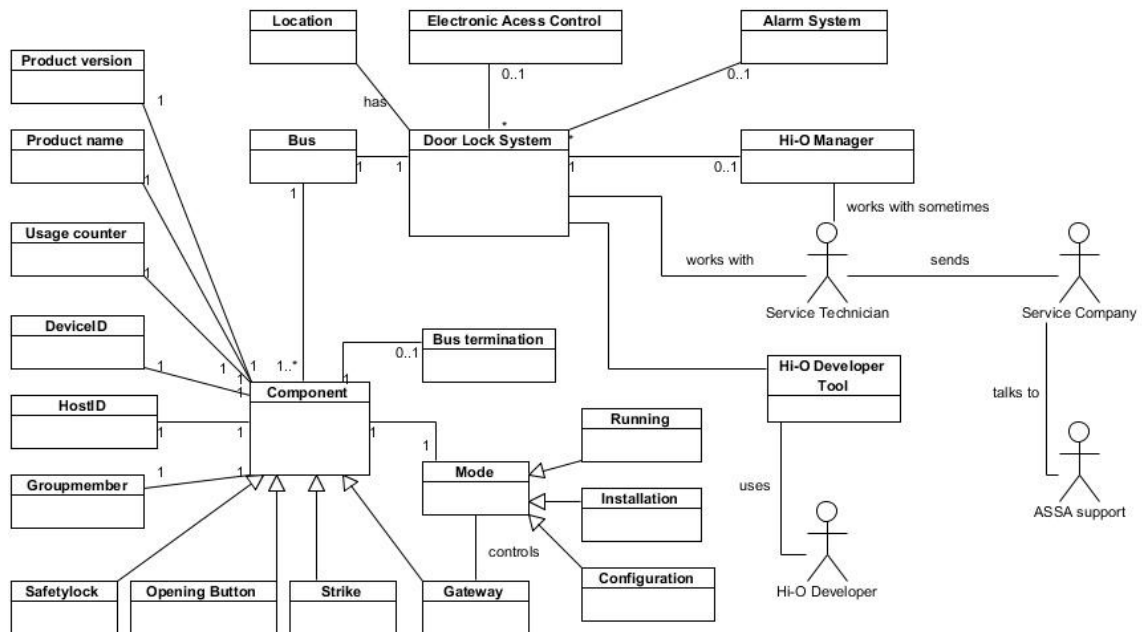 Location
Electronic Acess Control
Alarm System
Product version
0..1
0..1
1
has
*
*
Product name
Bus
Door Lock System
Hi-O Manager
1
1
1
0..1
1
1
works with sometimes
Usage counter
works with
sends
1
Service Technician
Service Company
DeviceID
Bus termination
1
1
1
1..*
0..1
Hi-O Developer
Tool
1
1
1
Component
talks to
HostID
Running
1
1
1
1
Mode
Groupmember
1
1
uses
Installation
ASSA support
controls
Safetylock
Opening Button
Strike
Gateway
Configuration
Hi-O Developer